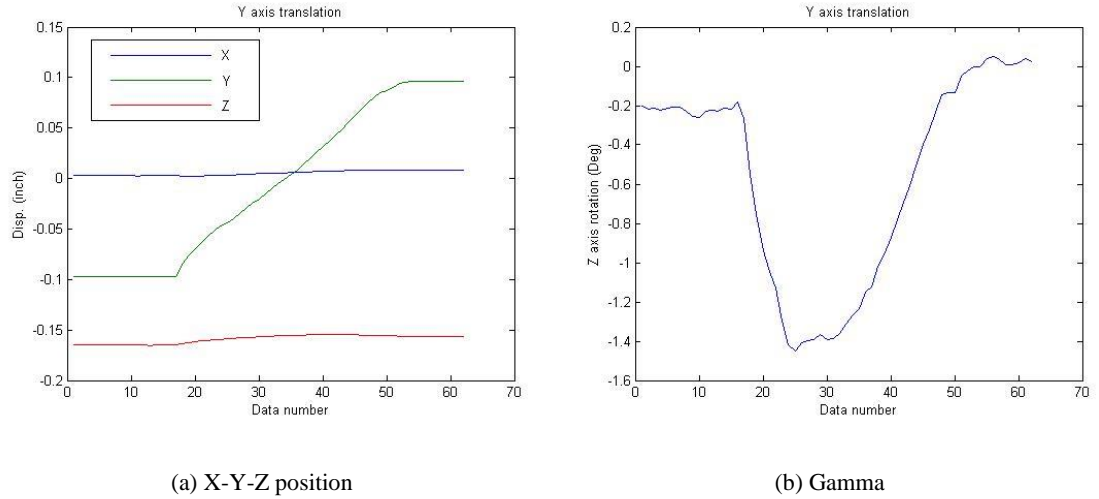 Y axis translation
0.15
0.1
0.05
0
-0.05
-0.1
-0.15
-0.2
Disp. (inch)
X
Y
Z
0 10 20 30 40 50 60 70
Data number
(a) X-Y-Z position
Y axis translation
0.2
0
-0.2
-0.4
-0.6
-0.8
-1
-1.2
-1.4
-1.6
Z axis rotation (Deg)
0 10 20 30 40 50 60 70
Data number
(b) Gamma